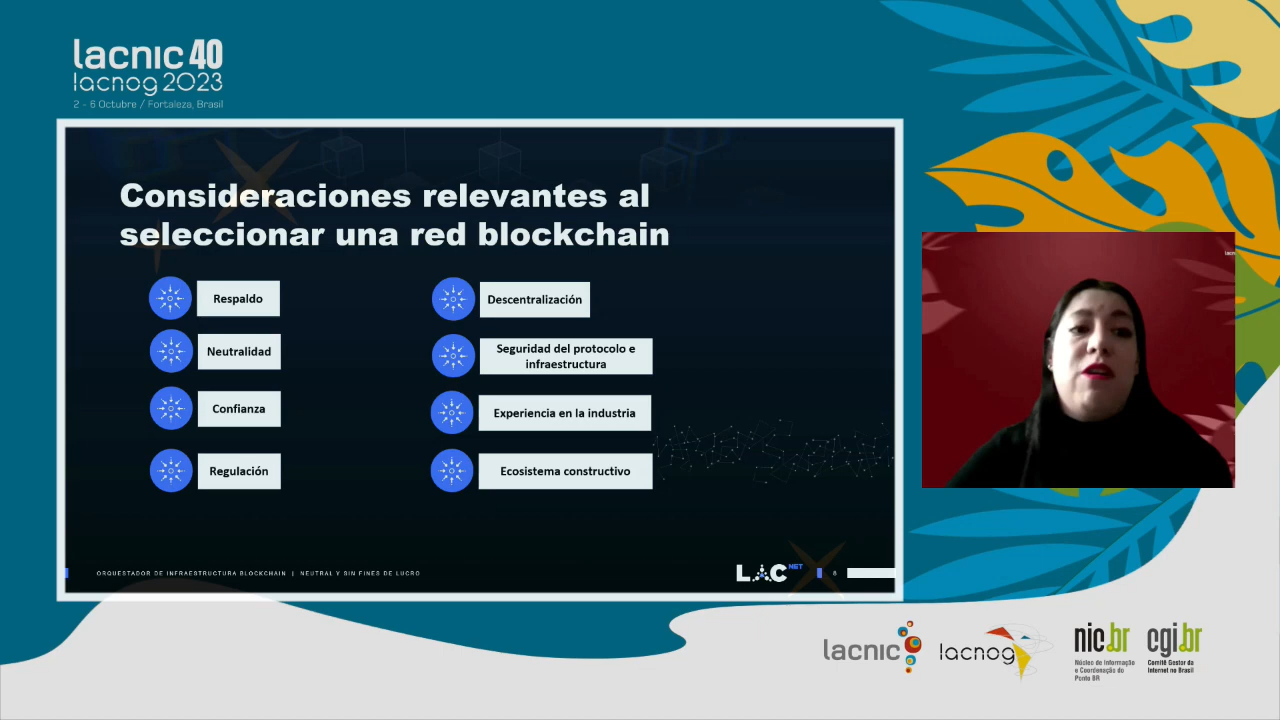 lacnic 40
lacnog 2023
2 - 6 Octubre / Fortaleza, Brasil
Consideraciones relevantes al
seleccionar una red blockchain
Respaldo
Neutralidad
Confianza
Regulación
Descentralización
Seguridad del protocolo e
infraestructura
Experiencia en la industria
Ecosistema constructivo
ORQUESTADOR DE INFRAESTRUCTURA BLOCKCHAIN | NEUTRAL Y SIN FINES DE LUCRO
LAC NET
8
lacnic
lacnog
nic.br
Núcleo de Informação
e Coordenação do
Ponto BR
cgi.br
Comitê Gestor da
Internet no Brasil